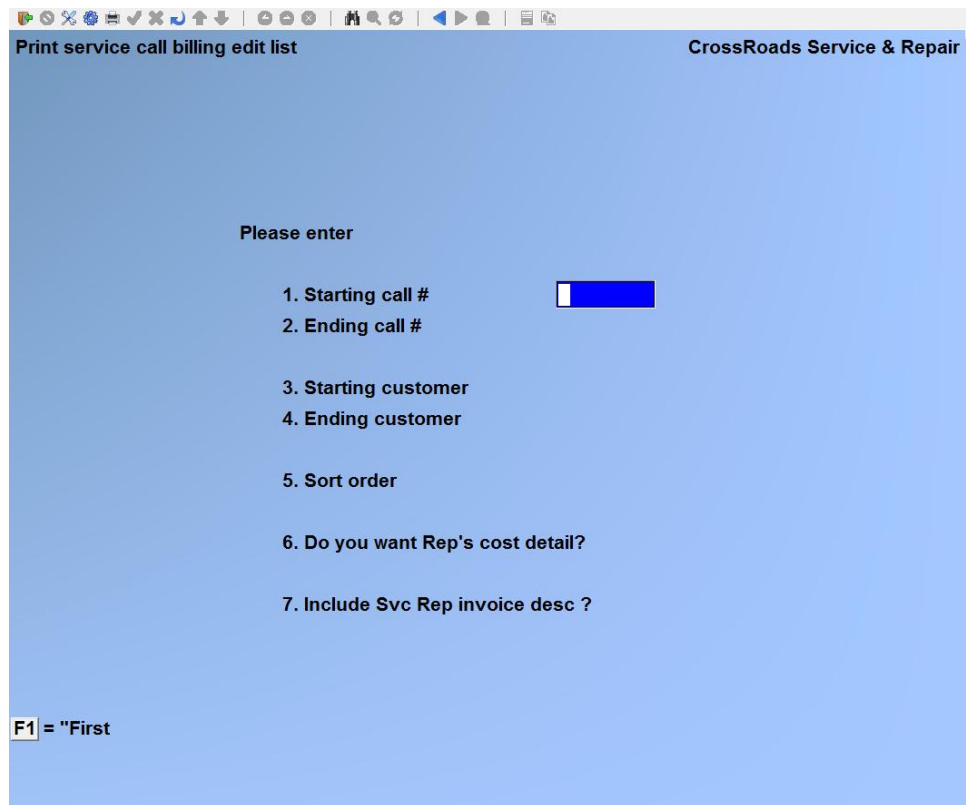 Print service call billing edit list CrossRoads Service & Repair
Please enter
1. Starting call #
2. Ending call #
3. Starting customer
4. Ending customer
5. Sort order
6. Do you want Rep's cost detail?
7. Include Svc Rep invoice desc ?
F1 = "First